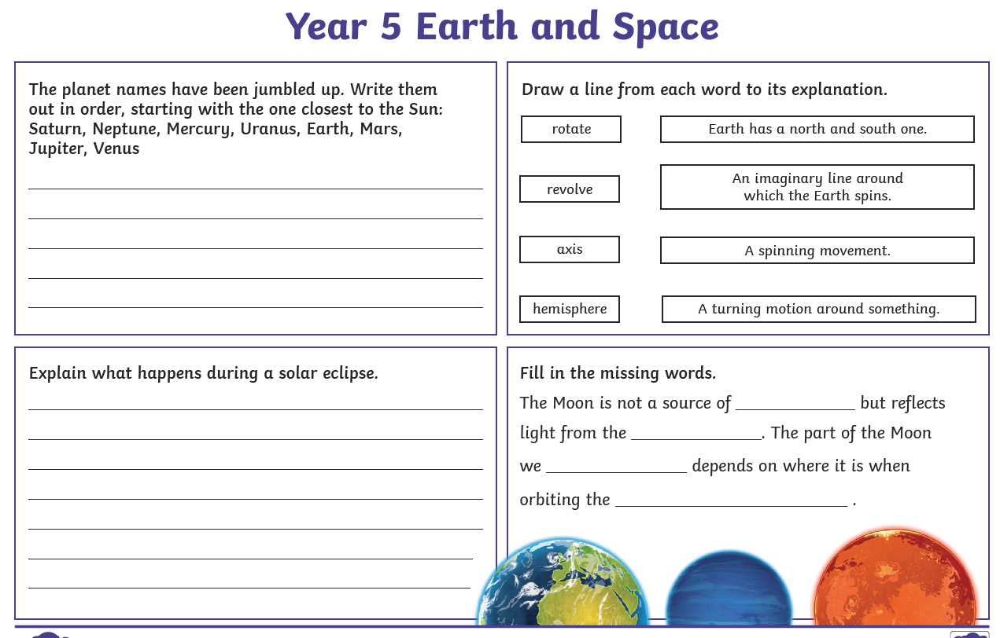 Year 5 Earth and Space
The planet names have been jumbled up. Write them
out in order, starting with the one closest to the Sun:
Saturn, Neptune, Mercury, Uranus, Earth, Mars,
Jupiter, Venus
Draw a line from each word to its explanation.
rotate
Earth has a north and south one.
revolve
An imaginary line around
which the Earth spins.
axis
A spinning movement.
hemisphere
A turning motion around something.
Explain what happens during a solar eclipse.
Fill in the missing words.
The Moon is not a source of ______________ but reflects
light from the ______________. The part of the Moon
we ______________ depends on where it is when
orbiting the ______________ .